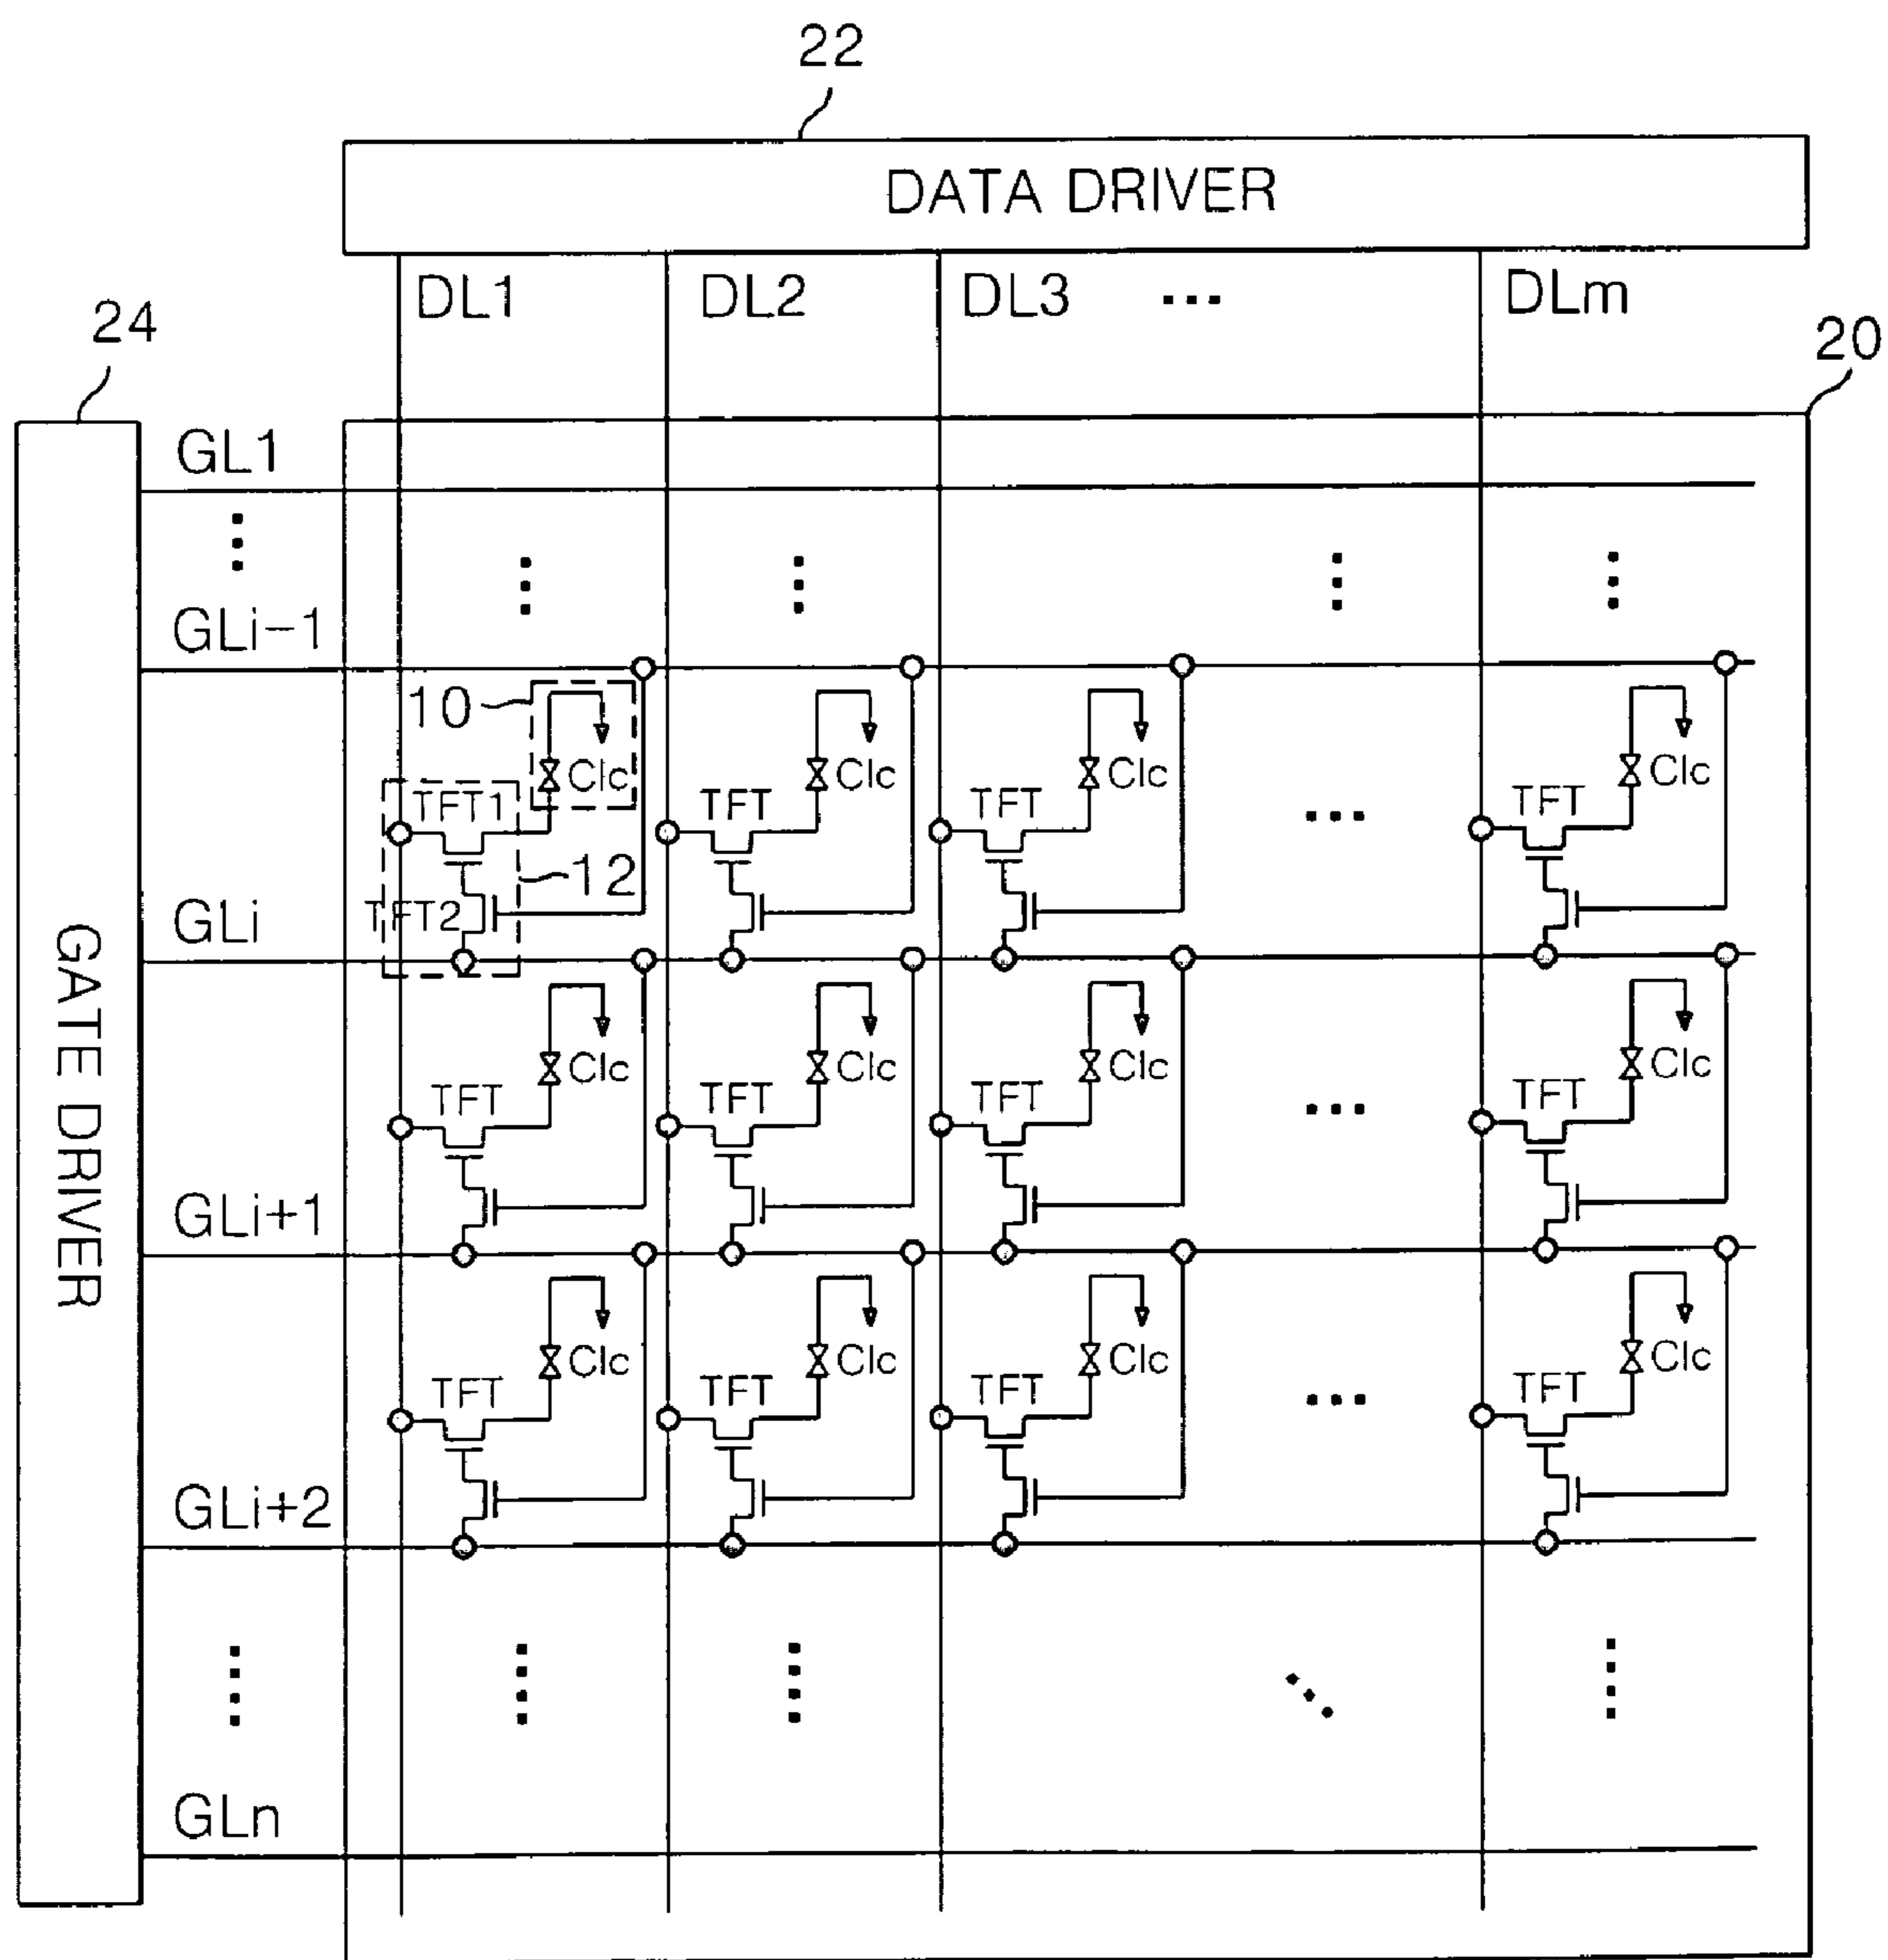 22
DATA DRIVER
DL1 DL2 DL3 ... DLm
24
20
GL1
GLi-1
10
Clc Clc Clc Clc
TFT1 TFT TFT ... TFT
12
TFT2
GLi
Clc Clc Clc Clc
TFT TFT TFT ... TFT
GLi+1
Clc Clc Clc Clc
TFT TFT TFT ... TFT
GLi+2
GLn
GATE DRIVER